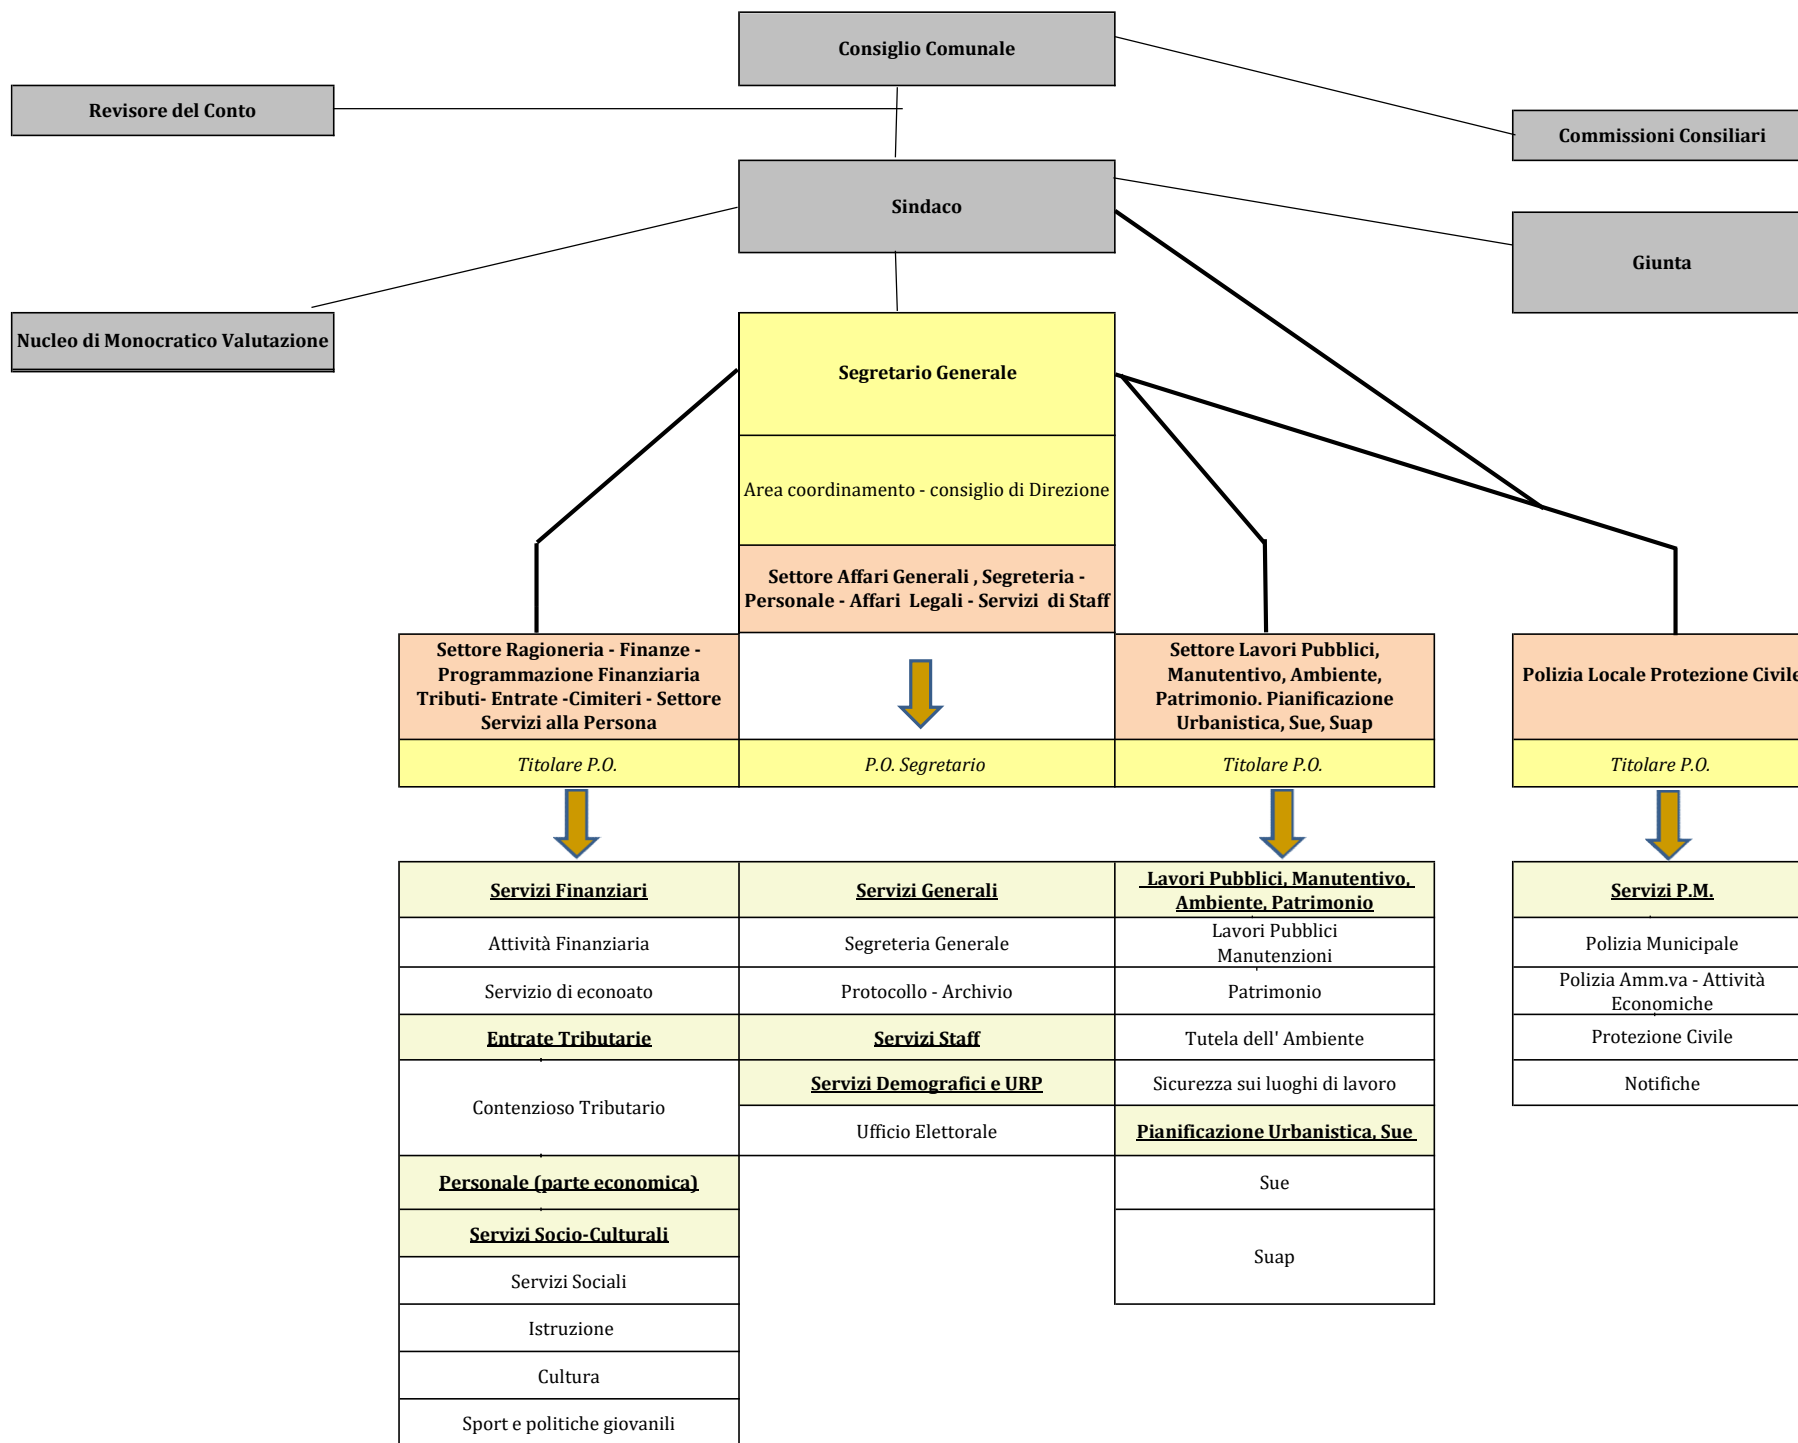 Consiglio Comunale
Revisore del Conto
Commissioni Consiliari
Sindaco
Giunta
Nucleo di Monocratico Valutazione
Segretario Generale
Area coordinamento - consiglio di Direzione
Settore Affari Generali , Segreteria -
Personale - Affari Legali - Servizi di Staff
Settore Ragioneria - Finanze -
Programmazione Finanziaria
Tributi- Entrate -Cimiteri - Settore
Servizi alla Persona
Settore Lavori Pubblici,
Manutentivo, Ambiente,
Patrimonio. Pianificazione
Urbanistica, Sue, Suap
Polizia Locale Protezione Civile
Titolare P.O.
P.O. Segretario
Titolare P.O.
Titolare P.O.
Servizi Finanziari
Attività Finanziaria
Servizio di econoato
Entrate Tributarie
Contenzioso Tributario
Personale (parte economica)
Servizi Socio-Culturali
Servizi Sociali
Istruzione
Cultura
Sport e politiche giovanili
Servizi Generali
Segreteria Generale
Protocollo - Archivio
Servizi Staff
Servizi Demografici e URP
Ufficio Elettorale
Lavori Pubblici, Manutentivo,
Ambiente, Patrimonio
Lavori Pubblici
Manutenzioni
Patrimonio
Tutela dell' Ambiente
Sicurezza sui luoghi di lavoro
Pianificazione Urbanistica, Sue
Sue
Suap
Servizi P.M.
Polizia Municipale
Polizia Amm.va - Attività
Economiche
Protezione Civile
Notifiche